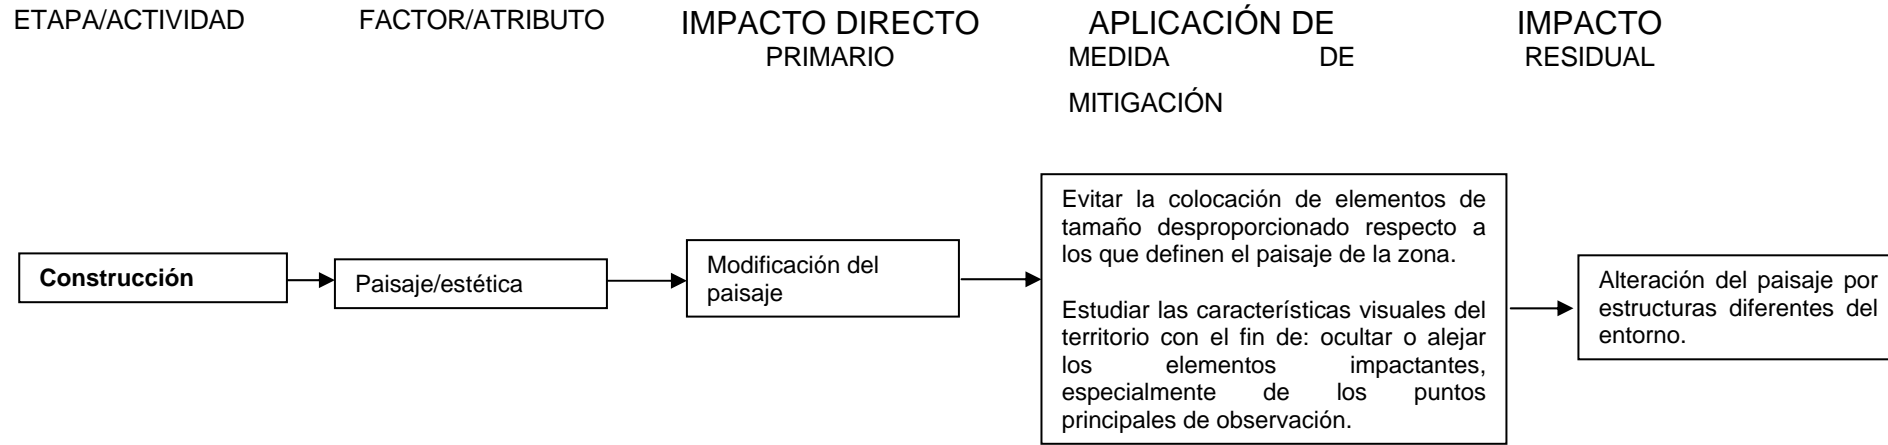 ETAPA/ACTIVIDAD
FACTOR/ATRIBUTO
IMPACTO DIRECTO
PRIMARIO
APLICACIÓN DE
MEDIDA DE
MITIGACIÓN
IMPACTO
RESIDUAL
Construcción
Paisaje/estética
Modificación del
paisaje
Evitar la colocación de elementos de
tamaño desproporcionado respecto a
los que definen el paisaje de la zona.
Estudiar las características visuales del
territorio con el fin de: ocultar o alejar
los elementos impactantes,
especialmente de los puntos
principales de observación.
Alteración del paisaje por
estructuras diferentes del
entorno.